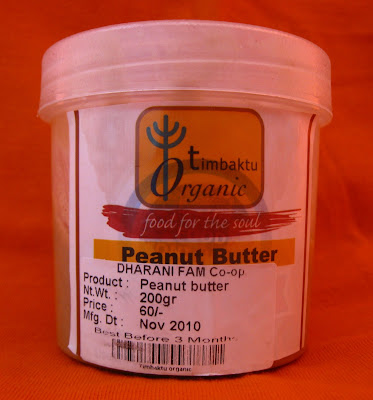 timbaktu
Organic
food for the soul
Peanut Butter
DHARANI FAM Co-op
Product : Peanut butter
Nt.Wt. : 200gr
Price : 60/-
Mfg. Dt : Nov 2010
Best Before 3 Months
Timbaktu organic